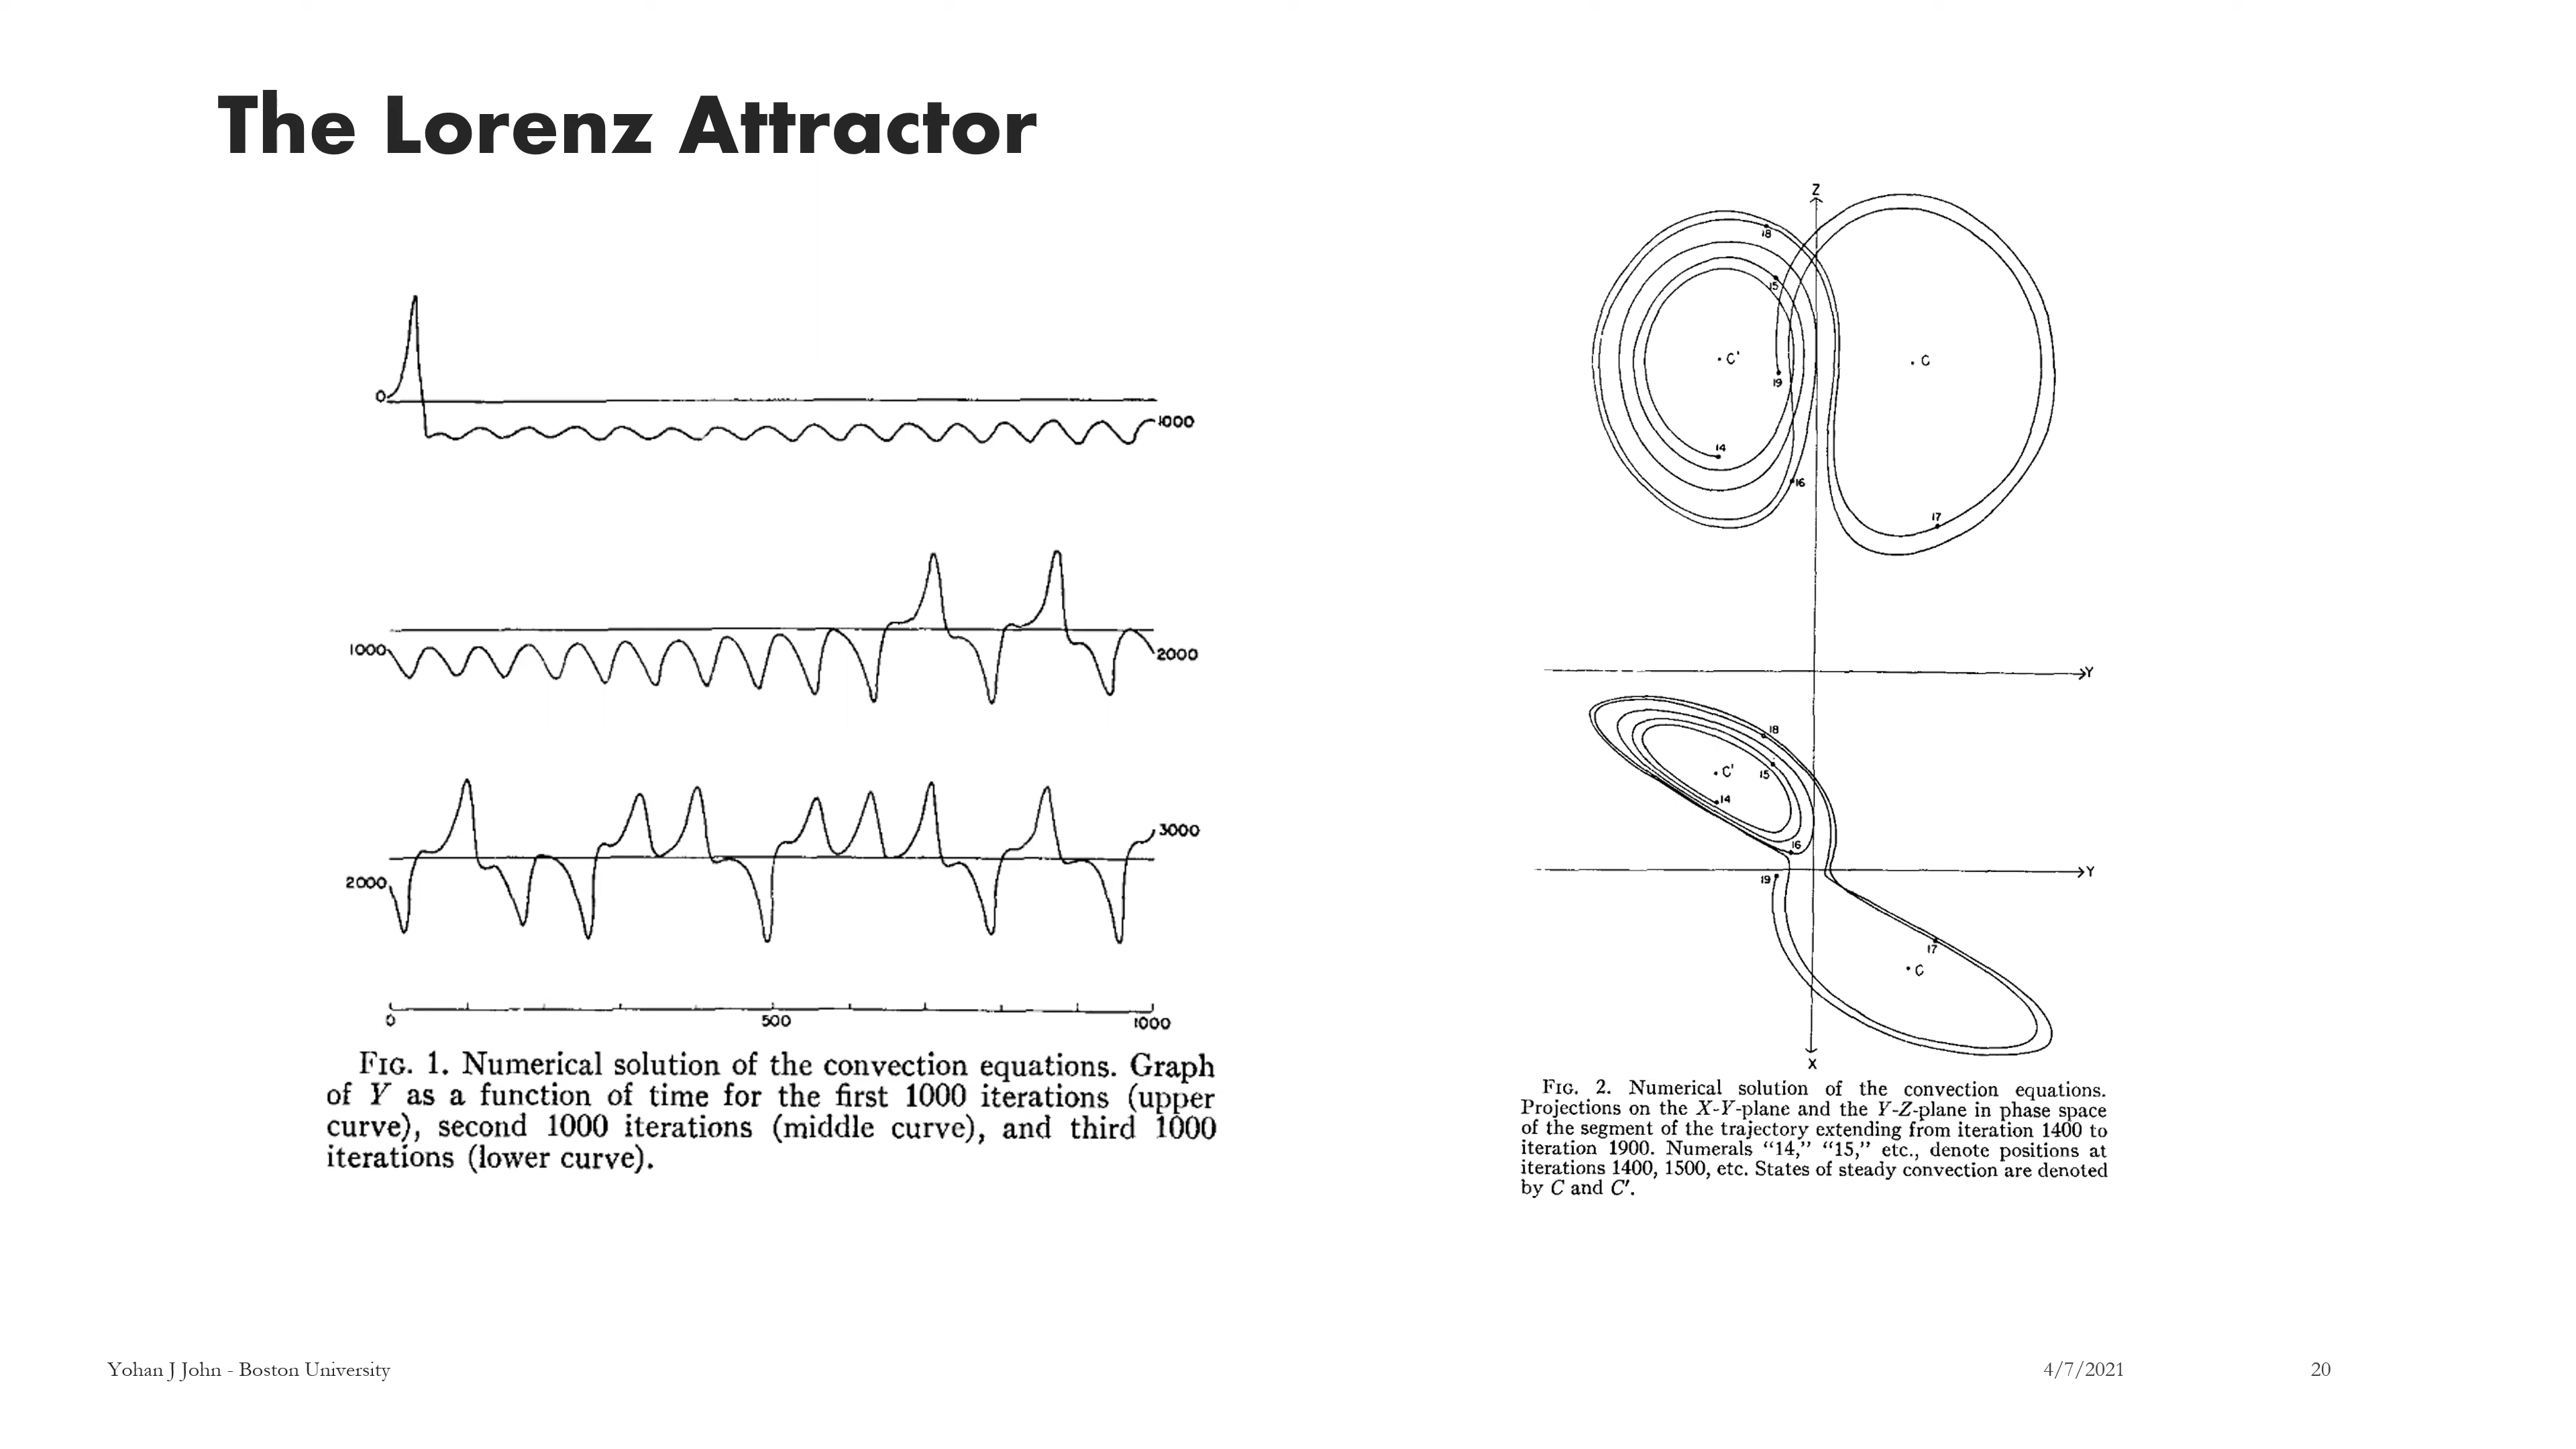 The Lorenz Attractor
0
1000
1000
2000
2000
3000
0
500
1000
FIG. 1. Numerical solution of the convection equations. Graph
of Y as a function of time for the first 1000 iterations (upper
curve), second 1000 iterations (middle curve), and third 1000
iterations (lower curve).
Z
18
15
C'
C
19
14
16
17
Y
18
C'
15
14
16
Y
19
17
C
X
FIG. 2. Numerical solution of the convection equations.
Projections on the X-Y-plane and the Y-Z-plane in phase space
of the segment of the trajectory extending from iteration 1400 to
iteration 1900. Numerals “14,” “15,” etc., denote positions at
iterations 1400, 1500, etc. States of steady convection are denoted
by C and C′.
Yohan J John - Boston University
4/7/2021
20